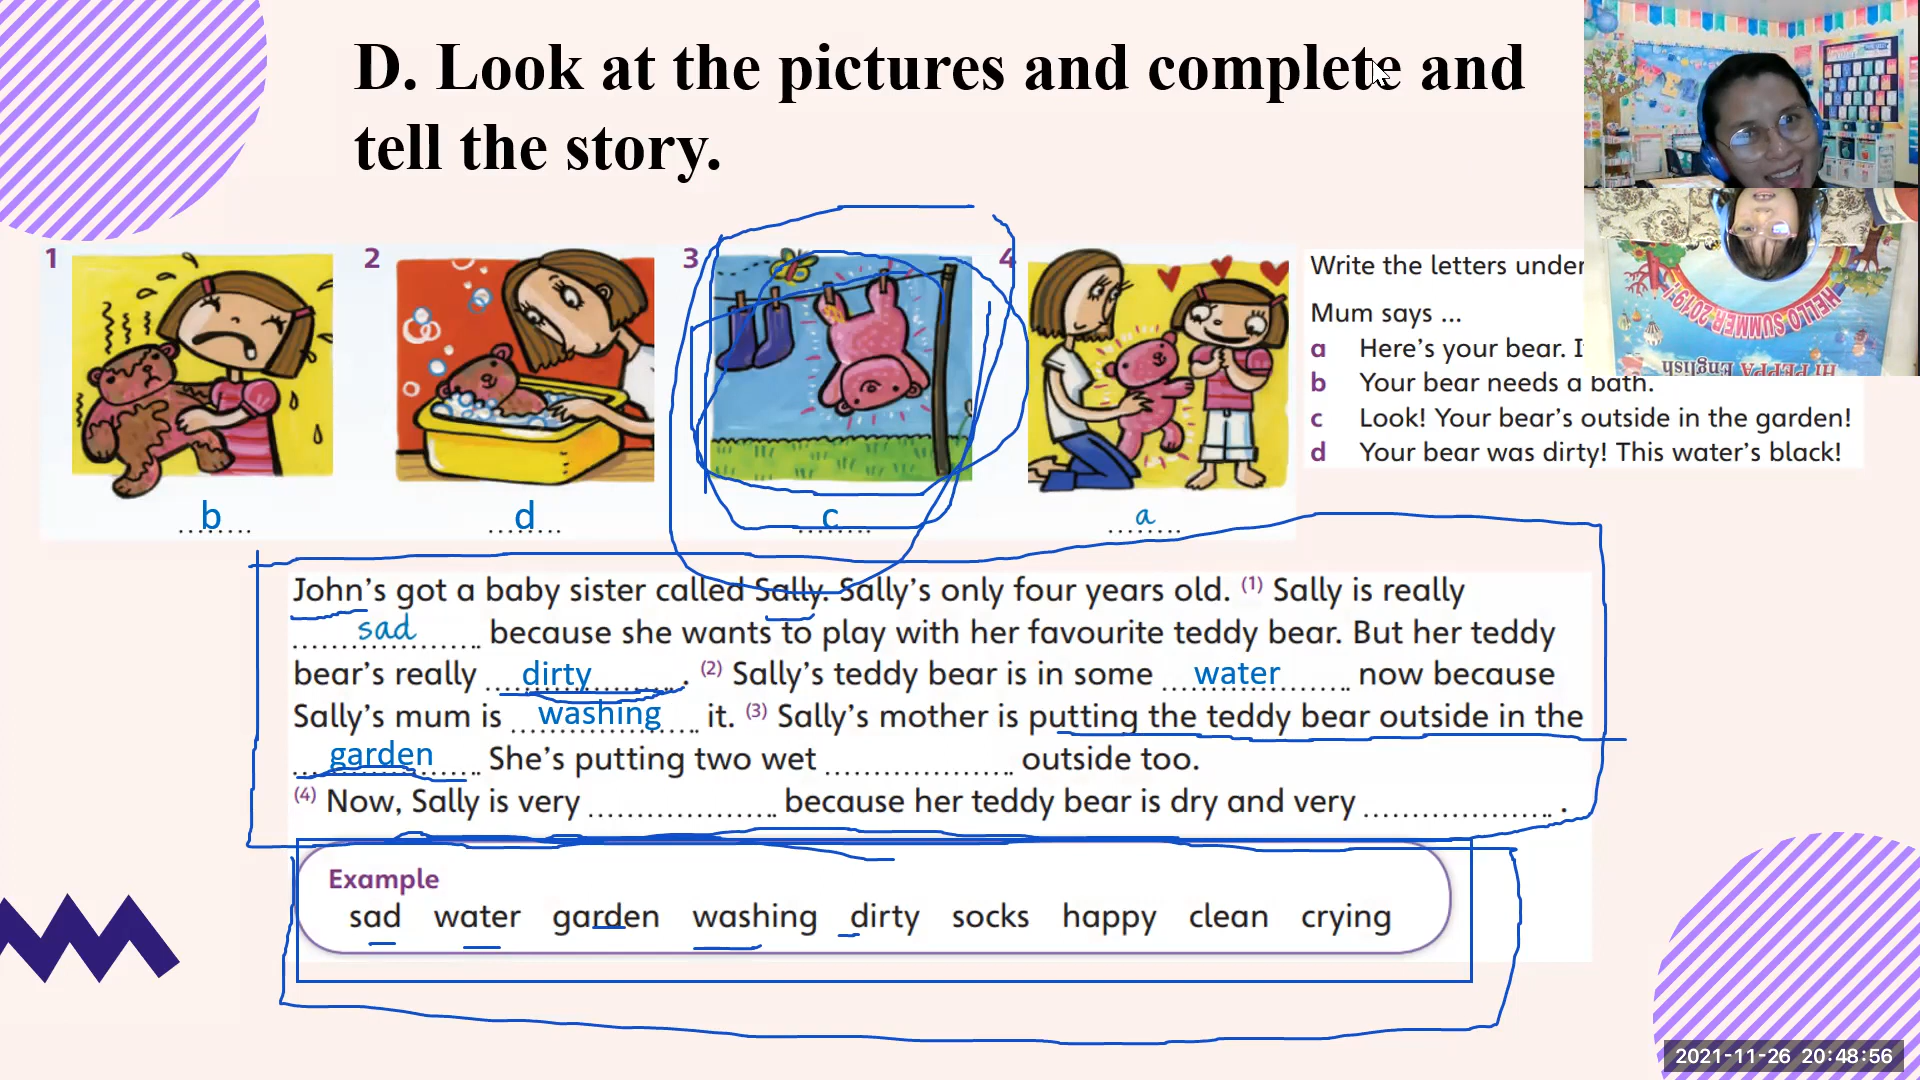 D. Look at the pictures and complete and
tell the story.
1
2
3
4
b
d
c
a
Write the letters under
Mum says ...
a Here's your bear. I
b Your bear needs a bath.
c Look! Your bear's outside in the garden!
d Your bear was dirty! This water's black!
HELLO SUMMER 2019
Hi PEPPA English
John's got a baby sister called Sally. Sally's only four years old. (1) Sally is really
sad because she wants to play with her favourite teddy bear. But her teddy
bear's really dirty. (2) Sally's teddy bear is in some water now because
Sally's mum is washing it. (3) Sally's mother is putting the teddy bear outside in the
garden She's putting two wet .................. outside too.
(4) Now, Sally is very .................. because her teddy bear is dry and very .................. .
Example
sad water garden washing dirty socks happy clean crying
2021-11-26 20:48:56